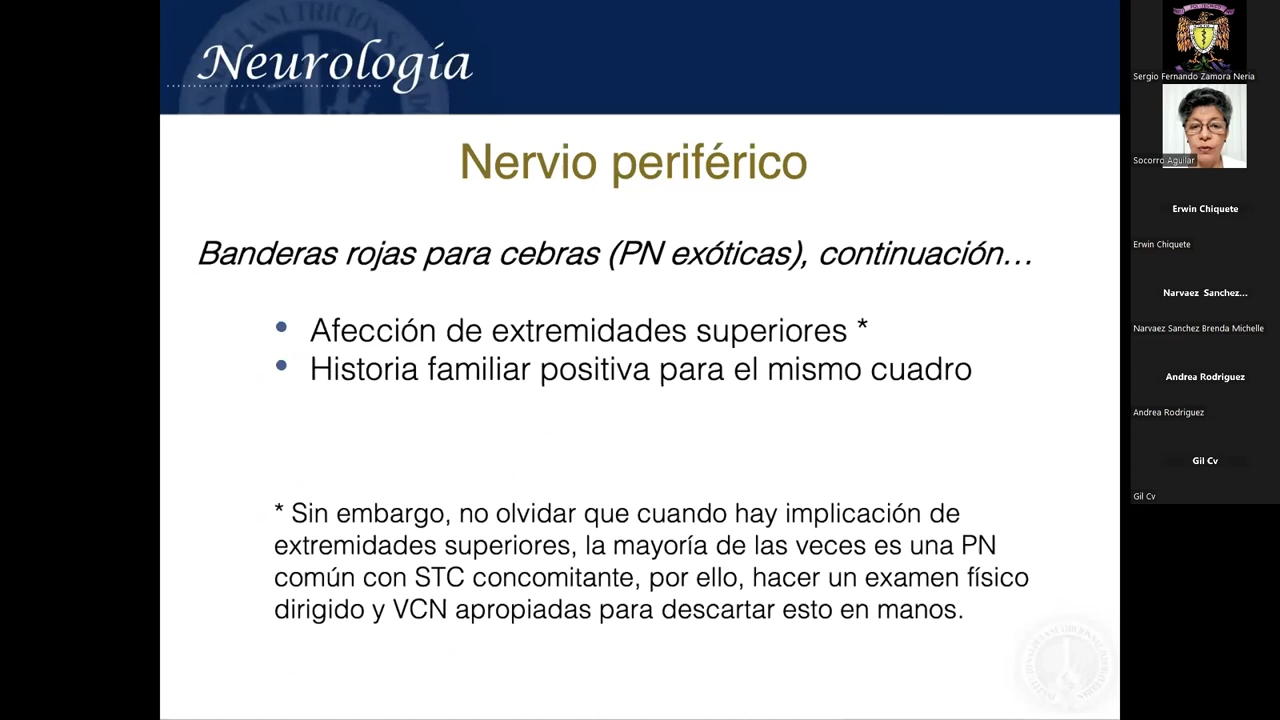 Neurología
Nervio periférico
Banderas rojas para cebras (PN exóticas), continuación…
• Afección de extremidades superiores *
• Historia familiar positiva para el mismo cuadro
* Sin embargo, no olvidar que cuando hay implicación de
extremidades superiores, la mayoría de las veces es una PN
común con STC concomitante, por ello, hacer un examen físico
dirigido y VCN apropiadas para descartar esto en manos.
Sergio Fernando Zamora Neria
Socorro Aguilar
Erwin Chiquete
Erwin Chiquete
Narvaez Sanchez...
Narvaez Sanchez Brenda Michelle
Andrea Rodriguez
Andrea Rodriguez
Gil Cv
Gil Cv